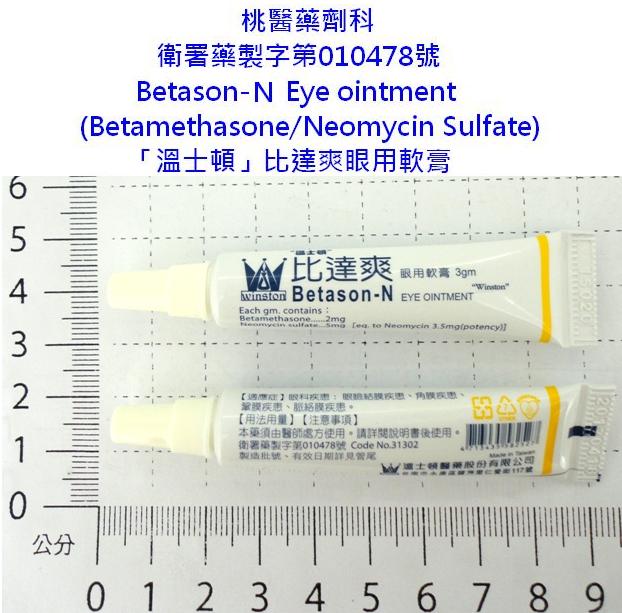 桃醫藥劑科
衛署藥製字第010478號
Betason-N Eye ointment
(Betamethasone/Neomycin Sulfate)
「溫士頓」比達爽眼用軟膏
6
5
4
3
2
1
0
公分
0 1 2 3 4 5 6 7 8 9
"溫士頓"
比達爽 眼用軟膏 3gm
winston Betason-N EYE OINTMENT "Winston"
Each gm. contains :
Betamethasone.....2mg
Neomycin sulfate...5mg [eq. to Neomycin 3.5mg(potency)]
【適應症】眼科疾患：眼瞼結膜疾患、角膜疾患、
鞏膜疾患、脈絡膜疾患。
【用法用量】【注意事項】
本藥須由醫師處方使用。請詳閱說明書後使用。
衛署藥製字第010478號 Code No.31302
製造批號、有效日期詳見管尾
Made in Taiwan
溫士頓醫藥股份有限公司